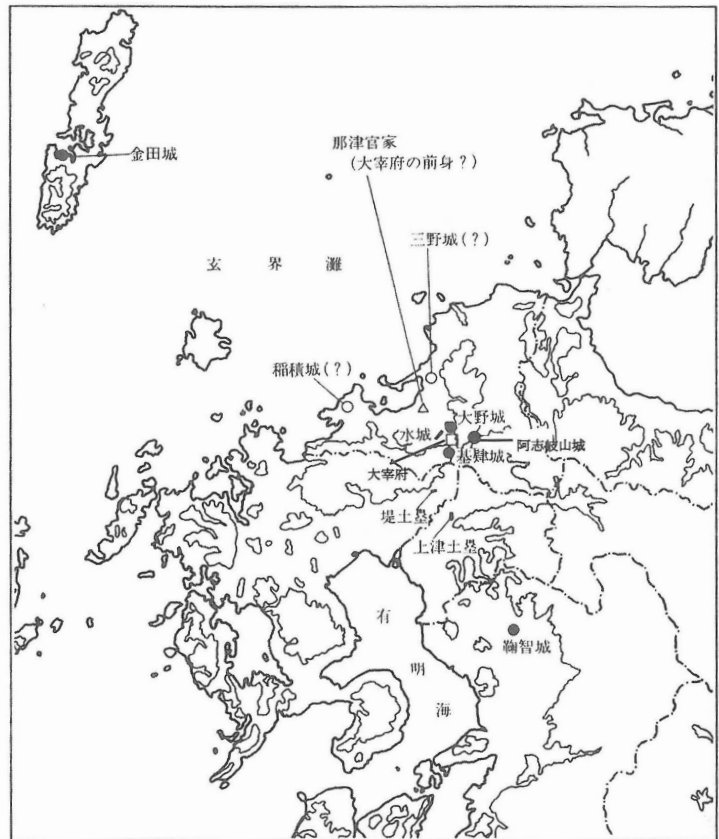 金田城
那津官家
(大宰府の前身?)
三野城(?)
玄界灘
稲積城(?)
大野城
水城
阿志岐山城
大宰府
基肄城
堤土塁
上津土塁
鞠智城
有明海